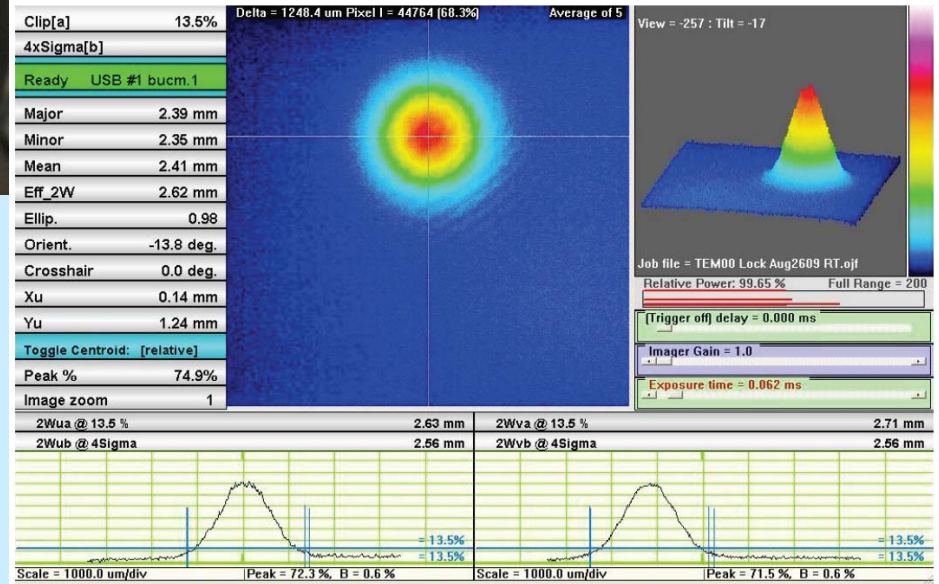 Clip[a] 13.5%
4xSigma[b]
Ready USB #1 bucm.1
Major 2.39 mm
Minor 2.35 mm
Mean 2.41 mm
Eff_2W 2.62 mm
Ellip. 0.98
Orient. -13.8 deg.
Crosshair 0.0 deg.
Xu 0.14 mm
Yu 1.24 mm
Toggle Centroid: [relative]
Peak % 74.9%
Image zoom 1
Delta = 1248.4 um Pixel I = 44764 (68.3%) Average of 5
View = -257 : Tilt = -17
Job file = TEM00 Lock Aug2609 RT.ojf
Relative Power: 99.65 % Full Range = 200
(Trigger off) delay = 0.000 ms
Imager Gain = 1.0
Exposure time = 0.062 ms
2Wua @ 13.5 % 2.63 mm
2Wub @ 4Sigma 2.56 mm
= 13.5%
= 13.5%
Scale = 1000.0 um/div Peak = 72.3 %, B = 0.6 %
2Wva @ 13.5 % 2.71 mm
2Wvb @ 4Sigma 2.56 mm
= 13.5%
= 13.5%
Scale = 1000.0 um/div Peak = 71.5 %, B = 0.6 %